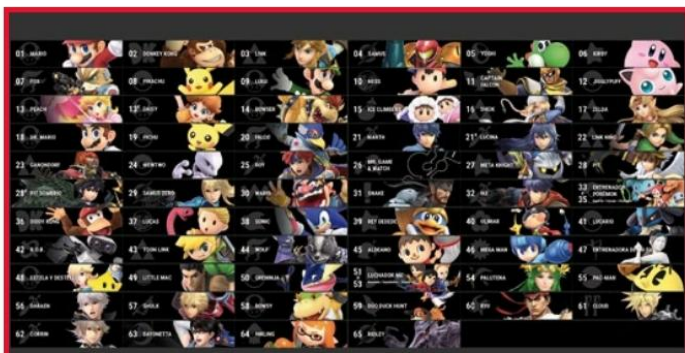 01 MARIO 02 DONKEY KONG 03 LINK 04 SAMUS 05 YOSHI 06 KIRBY
07 FOX 08 PIKACHU 09 LUIGI 10 NESS 11 CAPTAIN FALCON 12 JIGGLYPUFF
13 PEACH 13ᵋ DAISY 14 BOWSER 15 ICE CLIMBERS 16 SHEIK 17 ZELDA
18 DR. MARIO 19 PICHU 20 FALCO 21 MARTH 21ᵋ LUCINA 22 LINK NIÑO
23 GANONDORF 24 MEWTWO 25 ROY 26 MR. GAME & WATCH 27 META KNIGHT 28 PIT
28ᵋ PIT SOMBRÍO 29 SAMUS ZERO 30 WARIO 31 SNAKE 32 IKE 33 35 ENTRENADOR POKÉMON
36 DIDDY KONG 37 LUCAS 38 SONIC 39 REY DEDEDE 40 OLIMAR 41 LUCARIO
42 R.O.B. 43 TOON LINK 44 WOLF 45 ALDEANO 46 MEGA MAN 47 ENTRENADORA DE
48 ESTELA Y DESTELLO 49 LITTLE MAC 50 GRENINJA 51 53 LUCHADOR MII 54 PALUTENA 55 PAC-MAN
56 DARAEN 57 SHULK 58 BOWSY 59 DÚO DUCK HUNT 60 RYU 61 CLOUD
62 CORRIN 63 BAYONETTA 64 INKLING 65 RIDLEY